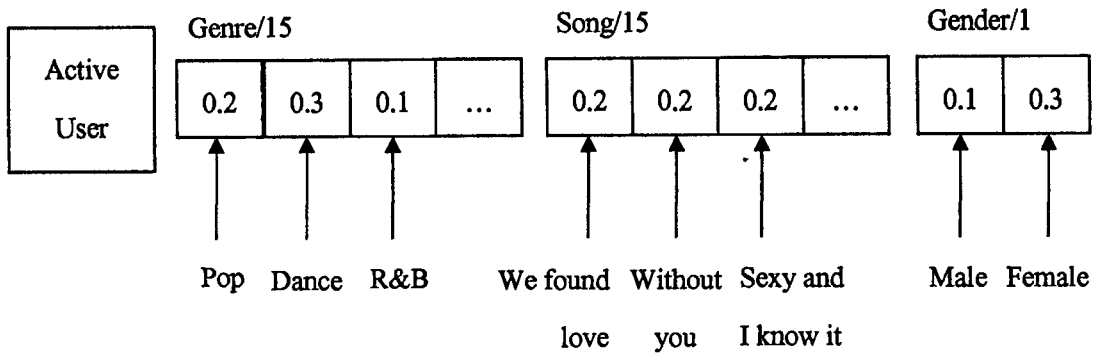 Genre/15 Song/15 Gender/1
Active
User
0.2 0.3 0.1 ... 0.2 0.2 0.2 ... 0.1 0.3
Pop Dance R&B We found Without Sexy and Male Female
love you I know it